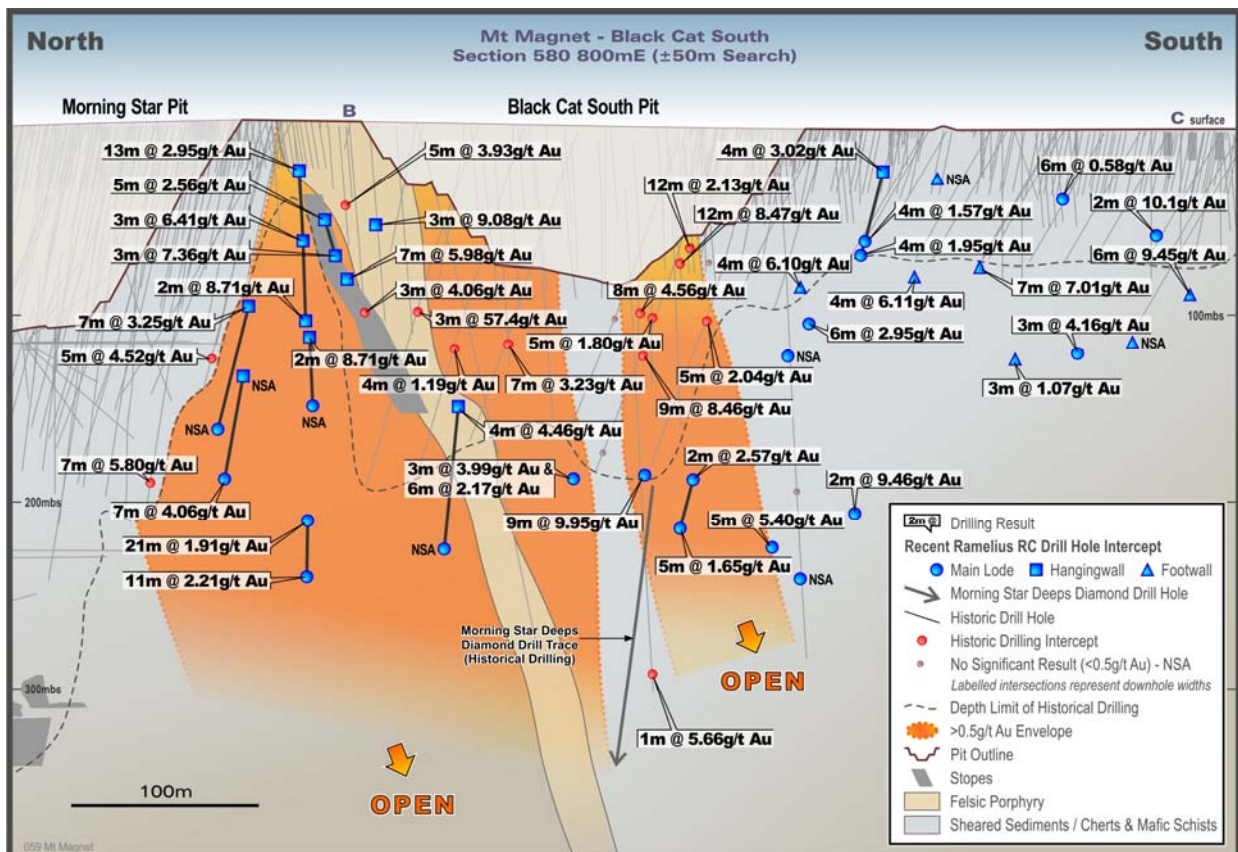 North
Mt Magnet - Black Cat South
Section 580 800mE (±50m Search)
South
Morning Star Pit
B
Black Cat South Pit
C surface
13m @ 2.95g/t Au
5m @ 3.93g/t Au
4m @ 3.02g/t Au
6m @ 0.58g/t Au
NSA
5m @ 2.56g/t Au
12m @ 2.13g/t Au
2m @ 10.1g/t Au
3m @ 6.41g/t Au
3m @ 9.08g/t Au
12m @ 8.47g/t Au
4m @ 1.57g/t Au
3m @ 7.36g/t Au
7m @ 5.98g/t Au
4m @ 1.95g/t Au
6m @ 9.45g/t Au
4m @ 6.10g/t Au
2m @ 8.71g/t Au
3m @ 4.06g/t Au
8m @ 4.56g/t Au
4m @ 6.11g/t Au
7m @ 7.01g/t Au
7m @ 3.25g/t Au
3m @ 57.4g/t Au
100mbs
3m @ 4.16g/t Au
5m @ 4.52g/t Au
2m @ 8.71g/t Au
5m @ 1.80g/t Au
6m @ 2.95g/t Au
NSA
NSA
4m @ 1.19g/t Au
7m @ 3.23g/t Au
5m @ 2.04g/t Au
NSA
3m @ 1.07g/t Au
9m @ 8.46g/t Au
NSA
NSA
4m @ 4.46g/t Au
7m @ 5.80g/t Au
3m @ 3.99g/t Au &
6m @ 2.17g/t Au
2m @ 2.57g/t Au
2m @ 9.46g/t Au
200mbs
7m @ 4.06g/t Au
9m @ 9.95g/t Au
5m @ 5.40g/t Au
21m @ 1.91g/t Au
NSA
5m @ 1.65g/t Au
NSA
11m @ 2.21g/t Au
Morning Star Deeps
Diamond Drill Trace
(Historical Drilling)
OPEN
300mbs
1m @ 5.66g/t Au
OPEN
100m
2m @ Drilling Result
Recent Ramelius RC Drill Hole Intercept
Main Lode Hangingwall Footwall
Morning Star Deeps Diamond Drill Hole
Historic Drill Hole
Historic Drilling Intercept
No Significant Result (<0.5g/t Au) - NSA
Labelled intersections represent downhole widths
Depth Limit of Historical Drilling
>0.5g/t Au Envelope
Pit Outline
Stopes
Felsic Porphyry
Sheared Sediments / Cherts & Mafic Schists
059 Mt Magnet